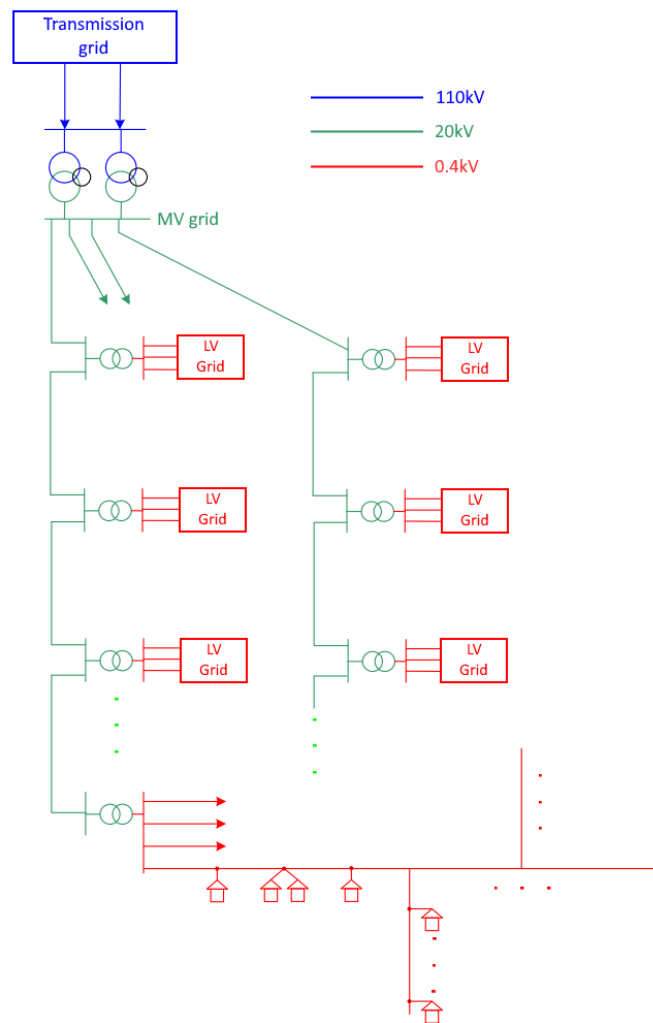 Transmission
grid
110kV
20kV
0.4kV
MV grid
LV
Grid
LV
Grid
LV
Grid
LV
Grid
LV
Grid
LV
Grid